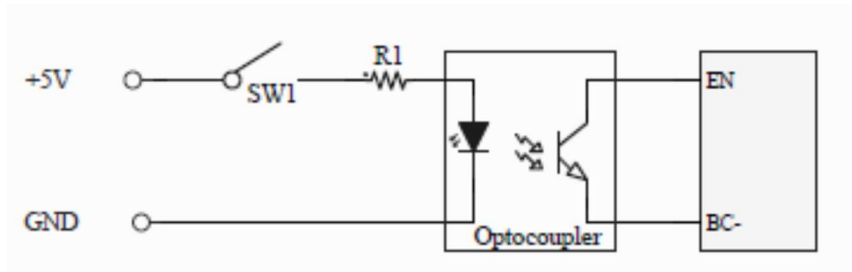 R1
+5V
SW1
EN
GND
Optocoupler
BC-